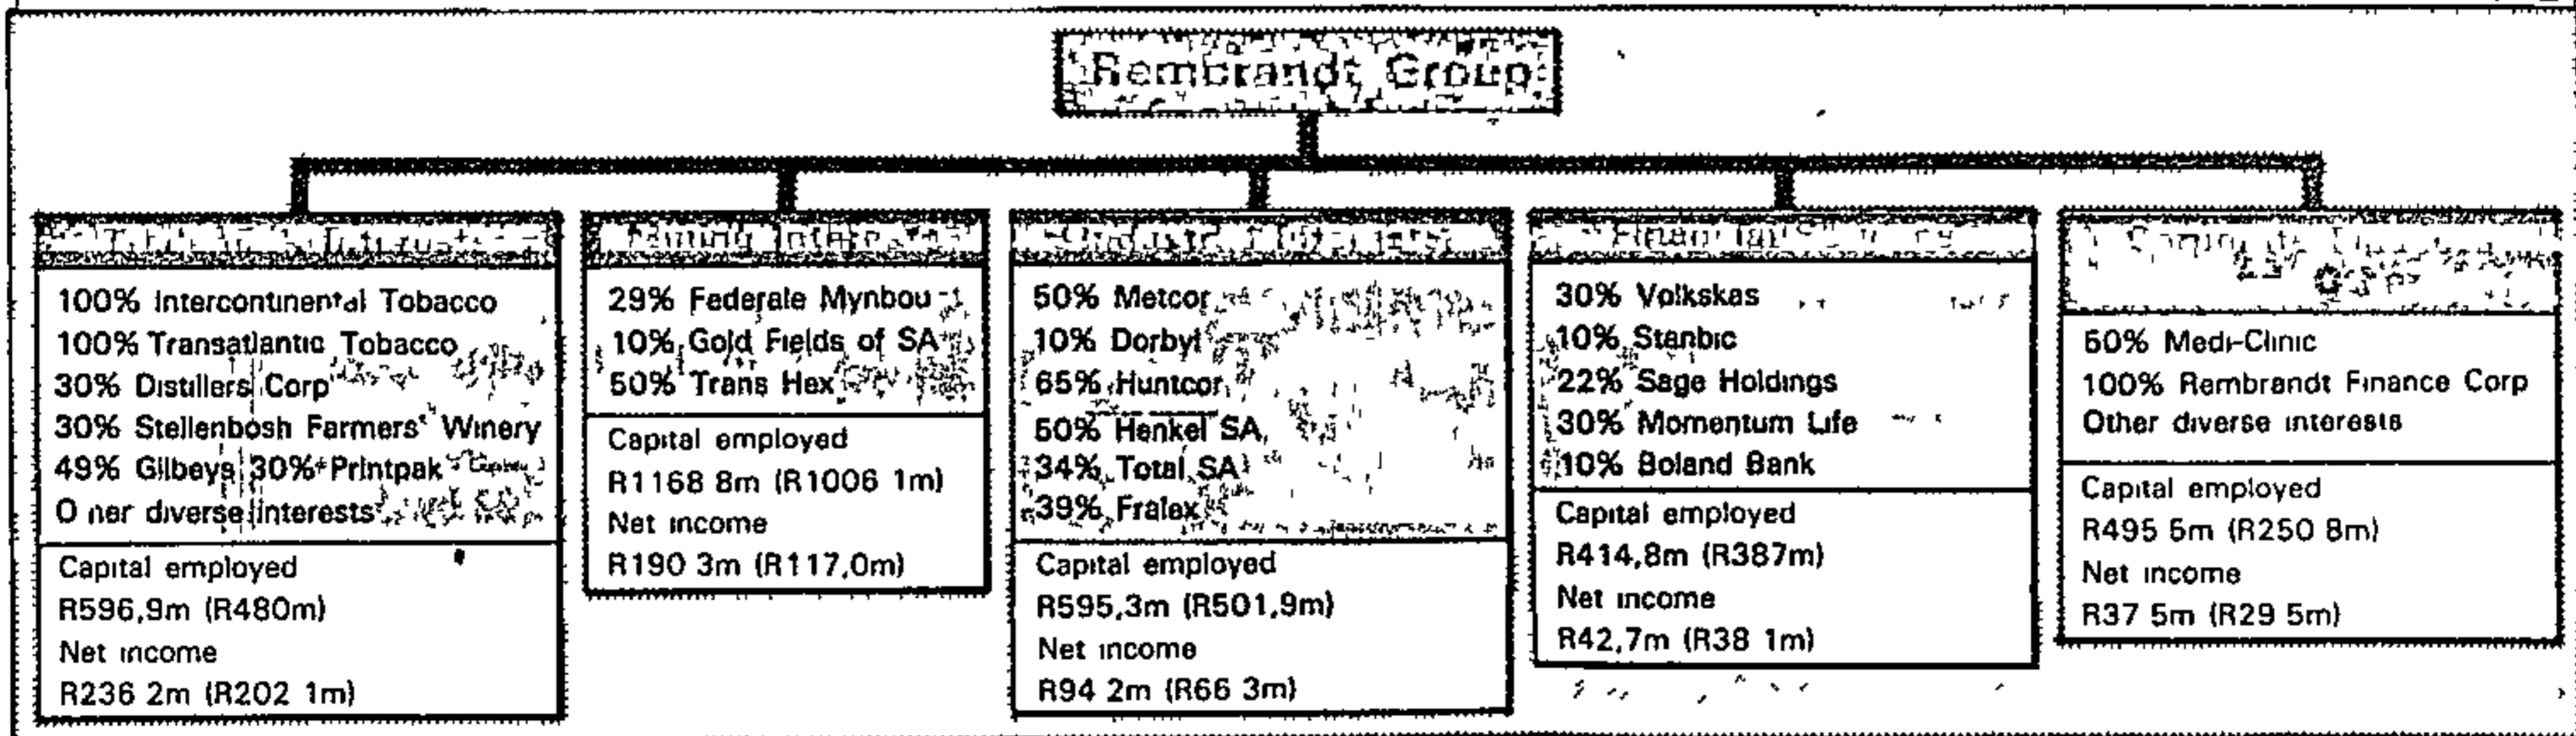 Rembrandt Group
Mining Interests
100% Intercontinental Tobacco
100% Transatlantic Tobacco
30% Distillers Corp
30% Stellenbosh Farmers' Winery
49% Gilbeys 30% Printpak
O ner diverse interests
Capital employed
R596,9m (R480m)
Net income
R236 2m (R202 1m)
29% Federale Mynbou
10% Gold Fields of SA
50% Trans Hex
Capital employed
R1168 8m (R1006 1m)
Net income
R190 3m (R117,0m)
50% Metcor
10% Dorbyl
65% Huntcor
50% Henkel SA
34% Total SA
39% Fralex
Capital employed
R595,3m (R501,9m)
Net income
R94 2m (R66 3m)
Financial
30% Volkskas
10% Stanbic
22% Sage Holdings
30% Momentum Life
10% Boland Bank
Capital employed
R414,8m (R387m)
Net income
R42,7m (R38 1m)
50% Medi-Clinic
100% Rembrandt Finance Corp
Other diverse interests
Capital employed
R495 5m (R250 8m)
Net income
R37 5m (R29 5m)